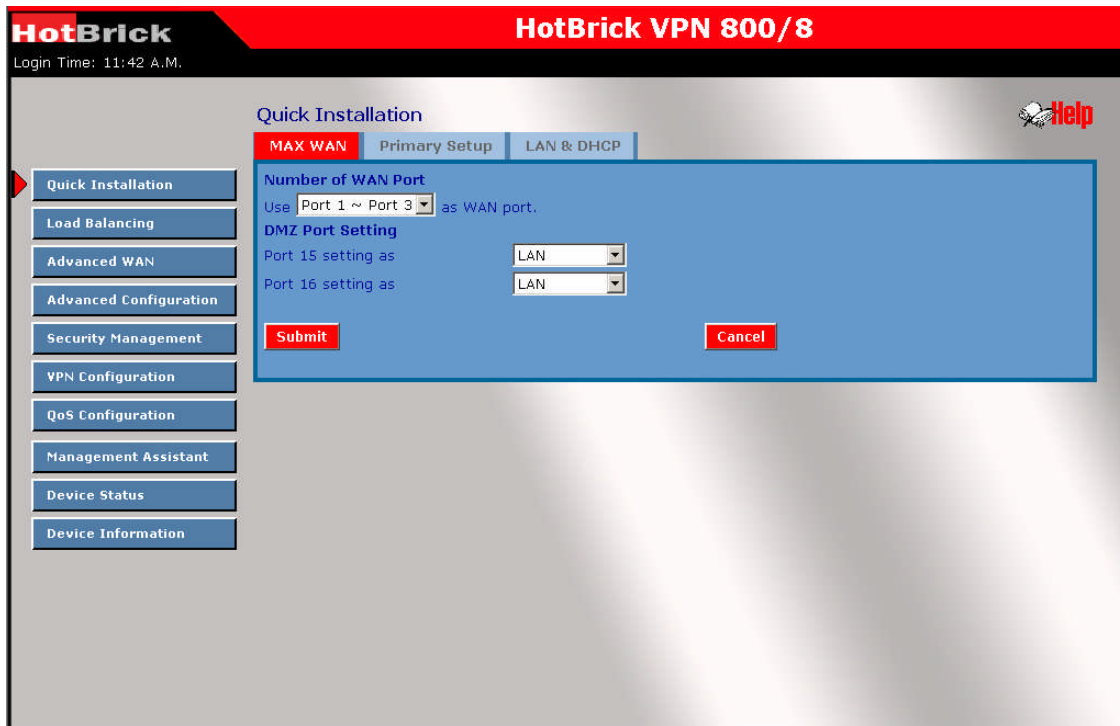 HotBrick
HotBrick VPN 800/8
Login Time: 11:42 A.M.
Quick Installation
Help
MAX WAN Primary Setup LAN & DHCP
Number of WAN Port
Use Port 1 ~ Port 3 as WAN port.
DMZ Port Setting
Port 15 setting as LAN
Port 16 setting as LAN
Submit Cancel
Quick Installation
Load Balancing
Advanced WAN
Advanced Configuration
Security Management
VPN Configuration
QoS Configuration
Management Assistant
Device Status
Device Information